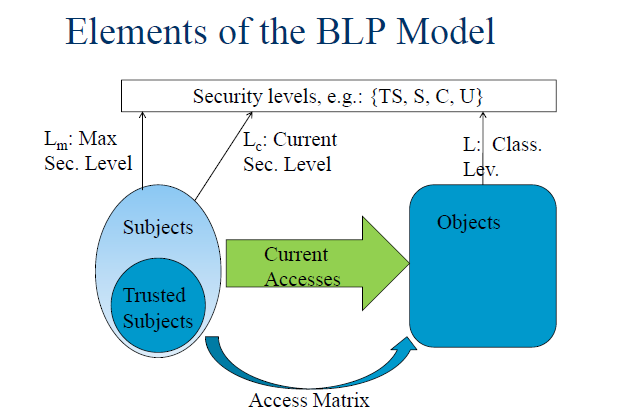 Elements of the BLP Model
Security levels, e.g.: {TS, S, C, U}
Lm: Max
Sec. Level
Lc: Current
Sec. Level
L: Class.
Lev.
Subjects
Objects
Current
Accesses
Trusted
Subjects
Access Matrix